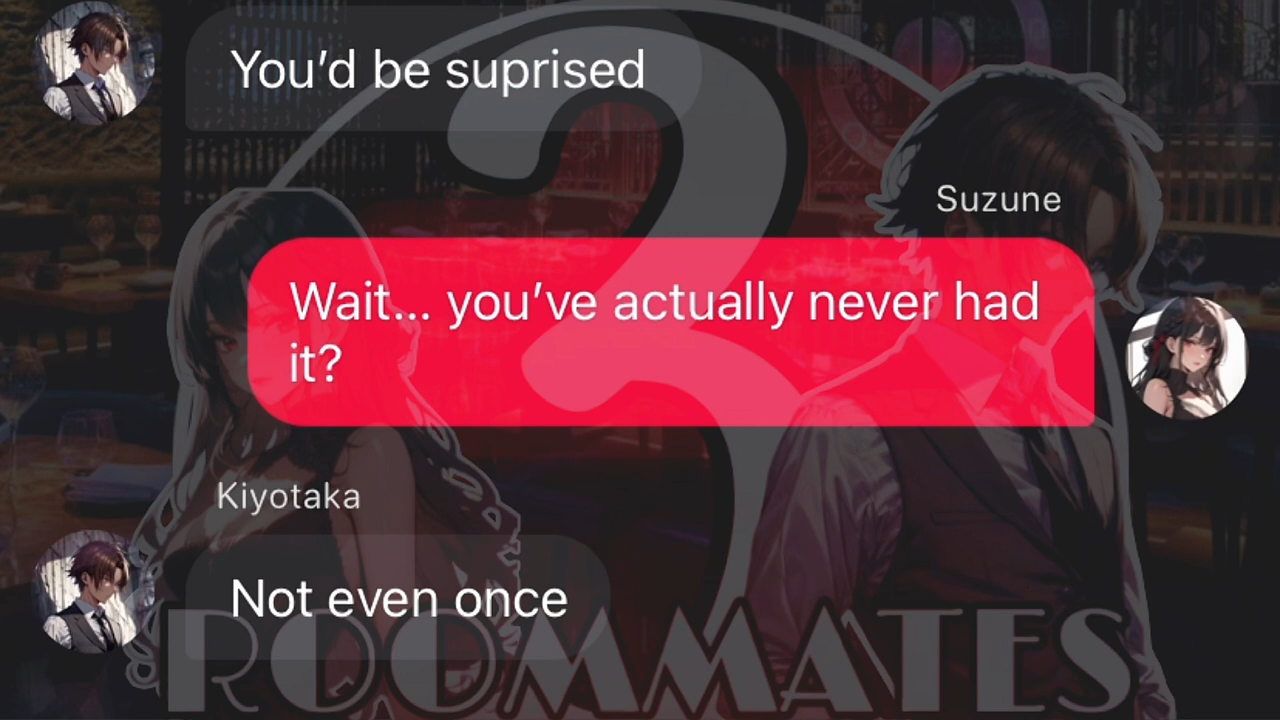 You’d be suprised
Suzune
Wait... you’ve actually never had
it?
Kiyotaka
Not even once
ROOMMATES